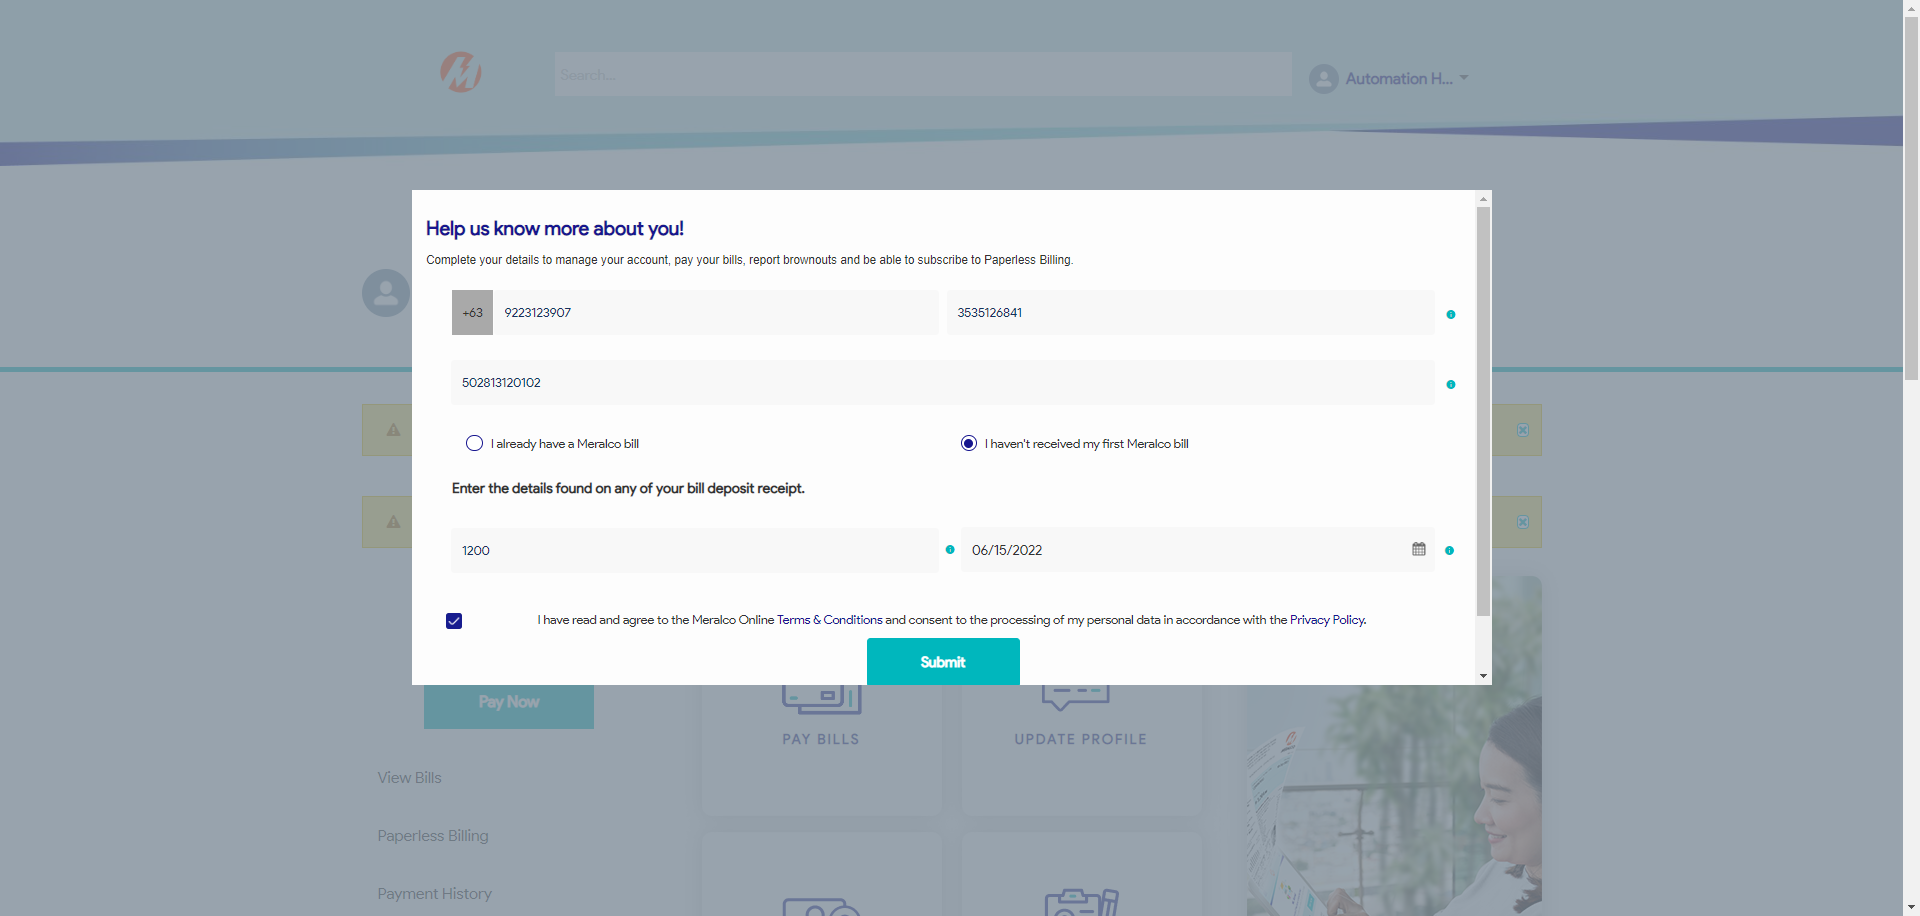 Search...
Automation H...
Help us know more about you!
Complete your details to manage your account, pay your bills, report brownouts and be able to subscribe to Paperless Billing.
+63 9223123907 3535126841
502813120102
I already have a Meralco bill I haven't received my first Meralco bill
Enter the details found on any of your bill deposit receipt.
1200 06/15/2022
I have read and agree to the Meralco Online Terms & Conditions and consent to the processing of my personal data in accordance with the Privacy Policy.
Submit
Pay Now
PAY BILLS UPDATE PROFILE
View Bills
Paperless Billing
Payment History